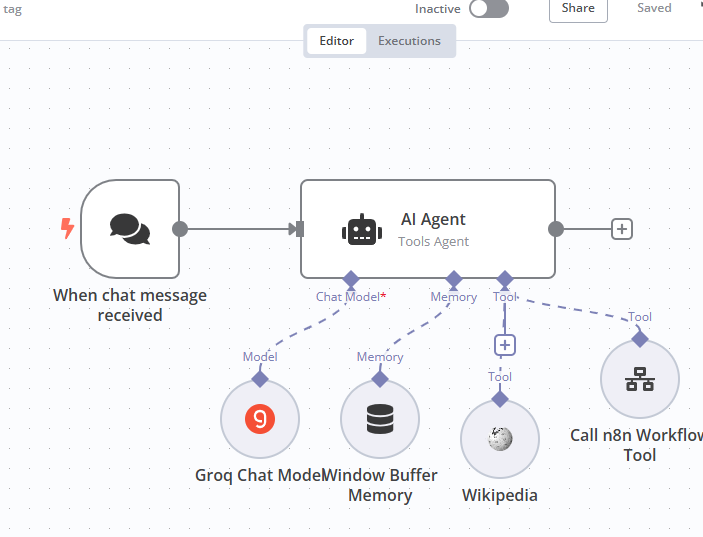 tag
Inactive
Share
Saved
Editor
Executions
AI Agent
Tools Agent
When chat message
received
Chat Model*
Memory
Tool
Model
Memory
Tool
Tool
Groq Chat Model
Window Buffer
Memory
Wikipedia
Call n8n Workflow
Tool